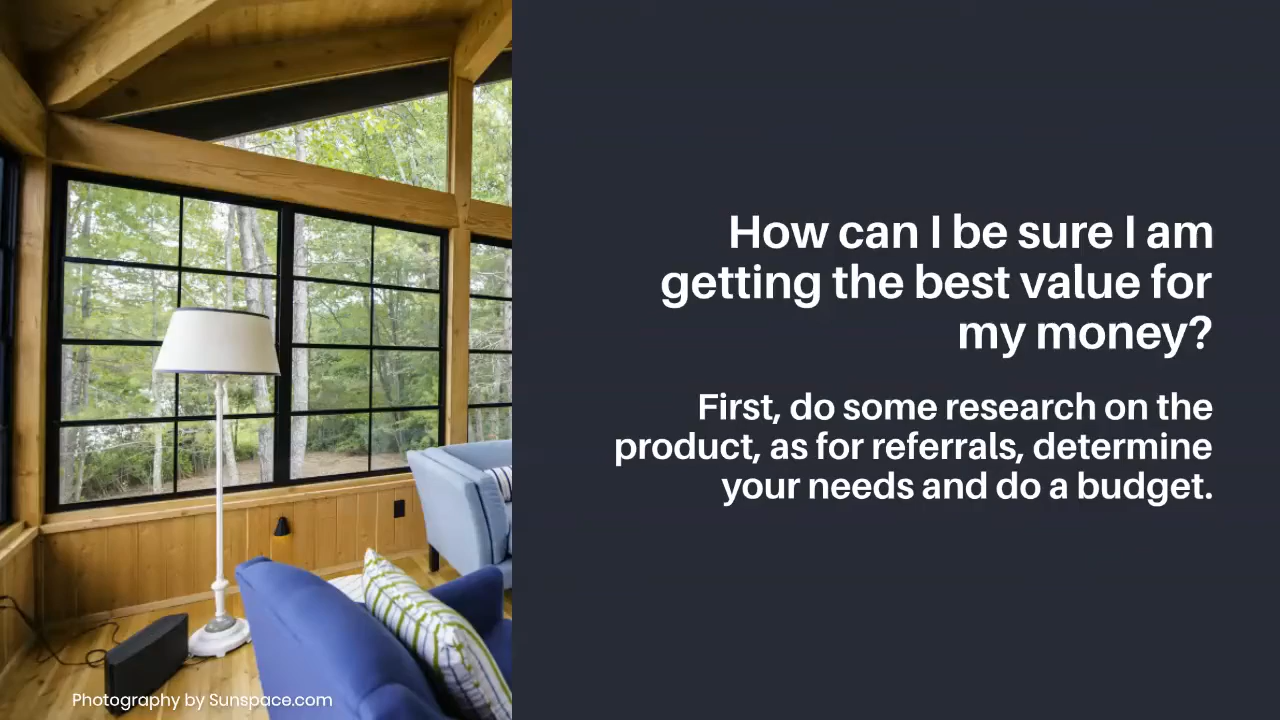 How can I be sure I am
getting the best value for
my money?
First, do some research on the
product, as for referrals, determine
your needs and do a budget.
Photography by Sunspace.com